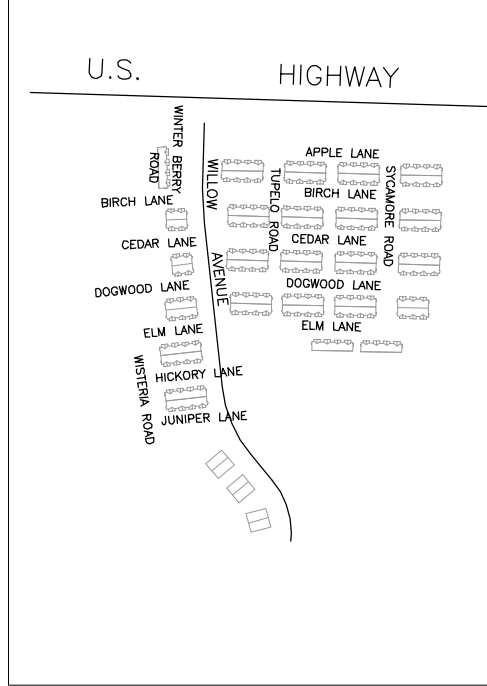 U.S. HIGHWAY
WINTER BERRY
ROAD
WILLOW
AVENUE
APPLE LANE
TUPELO ROAD
BIRCH LANE
SYCAMORE ROAD
BIRCH LANE
CEDAR LANE
CEDAR LANE
DOGWOOD LANE
DOGWOOD LANE
ELM LANE
ELM LANE
WISTERIA ROAD
HICKORY LANE
JUNIPER LANE